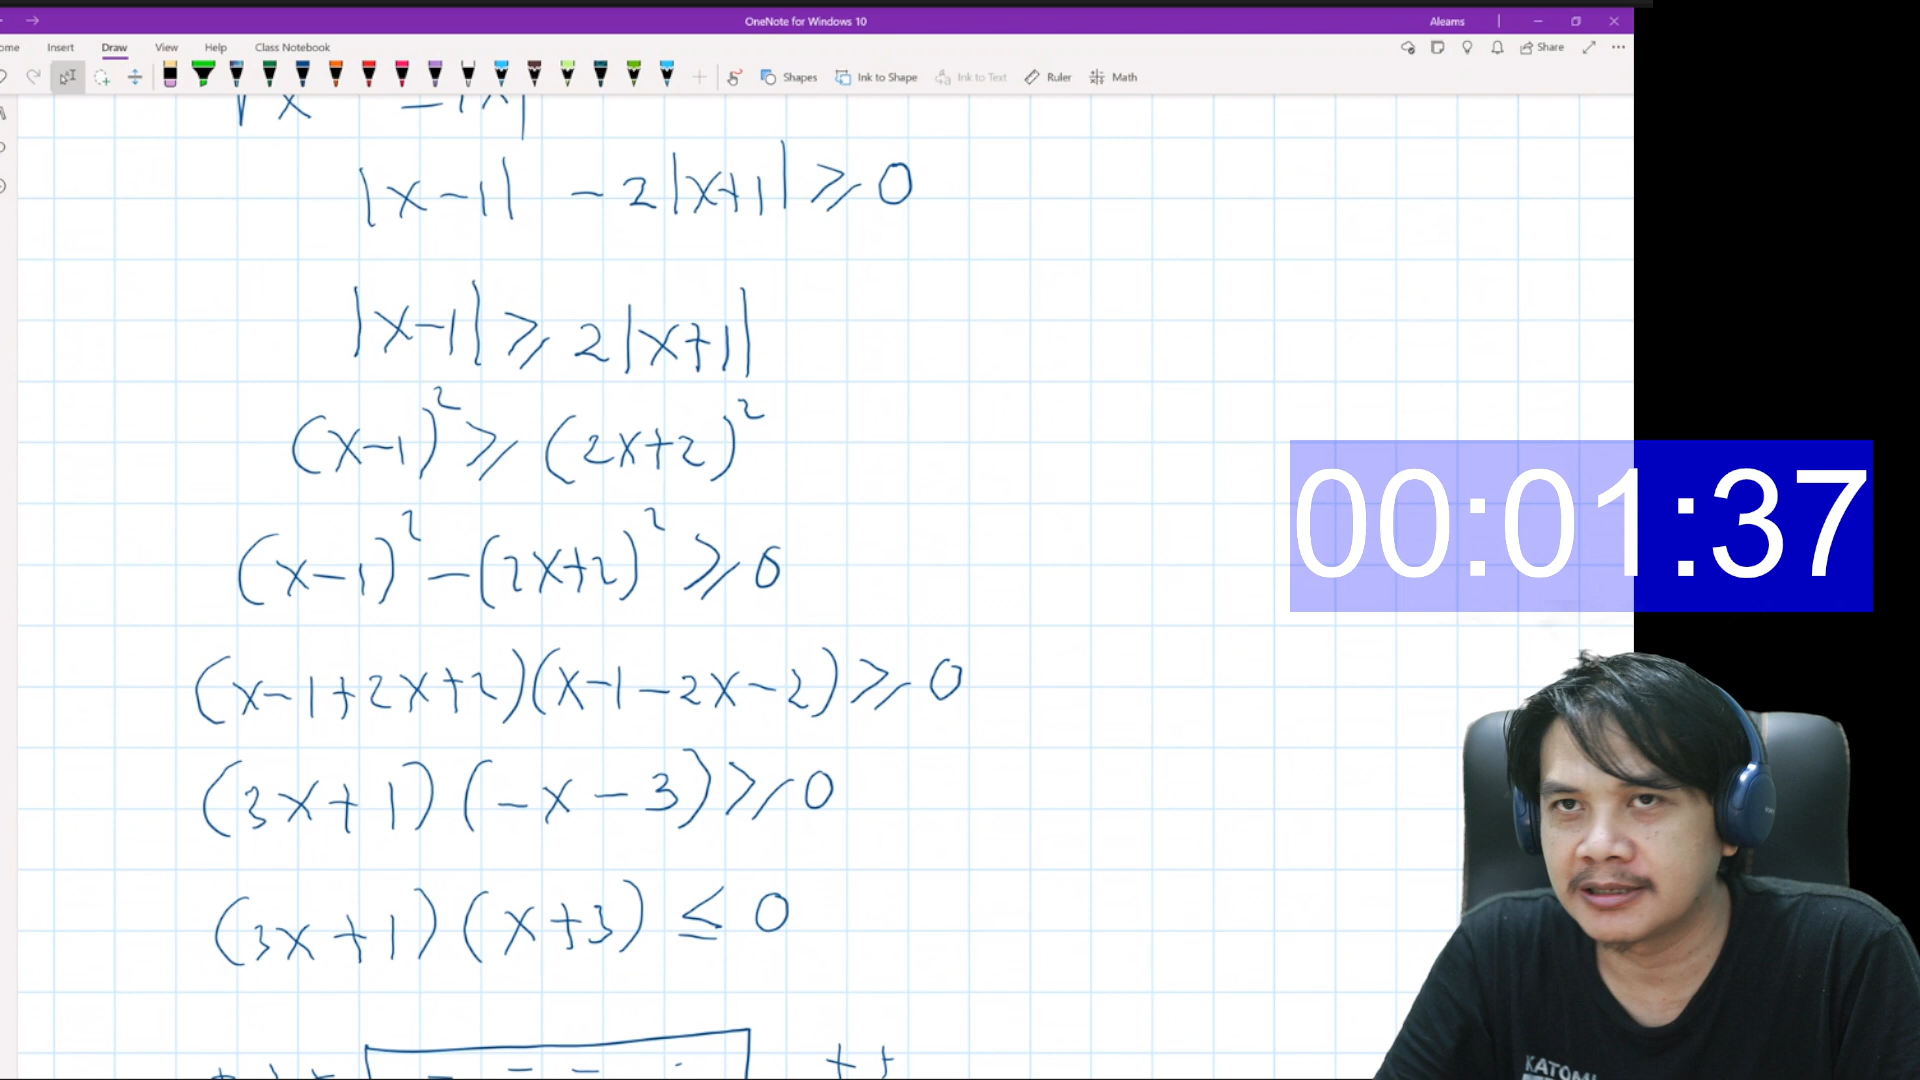 OneNote for Windows 10
Aleams
Insert Draw View Help Class Notebook
Share
Shapes Ink to Shape Ink to Text Ruler Math
|x-1| - 2|x+1| ≥ 0
|x-1| ≥ 2|x+1|
(x-1)² ≥ (2x+2)²
(x-1)² - (2x+2)² ≥ 0
(x-1+2x+2)(x-1-2x-2) ≥ 0
(3x+1)(-x-3) ≥ 0
(3x+1)(x+3) ≤ 0
++
00:01:37